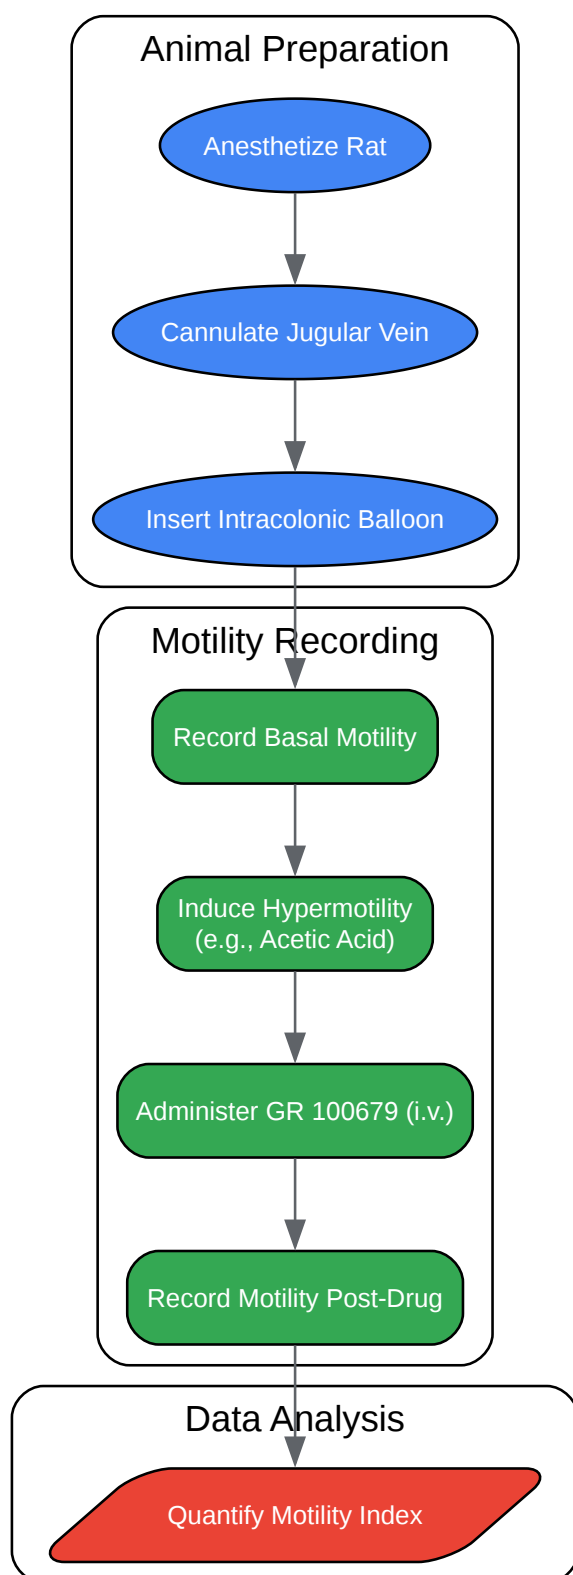 Animal Preparation
Anesthetize Rat
Cannulate Jugular Vein
Insert Intracolonic Balloon
Motility Recording
Record Basal Motility
Induce Hypermotility
(e.g., Acetic Acid)
Administer GR 100679 (i.v.)
Record Motility Post-Drug
Data Analysis
Quantify Motility Index